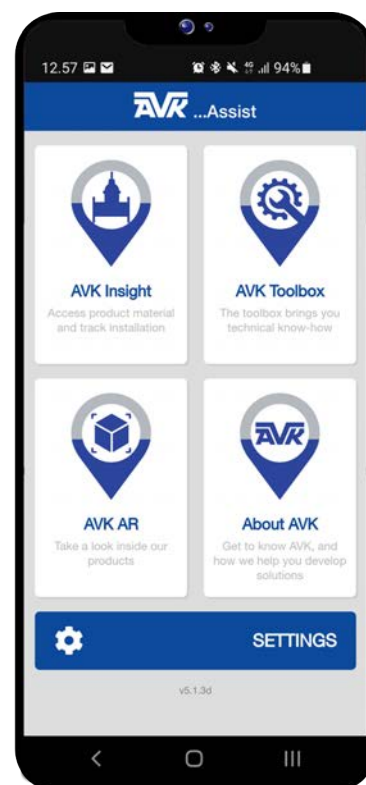 12.57
4G
94%
AVK ...Assist
AVK Insight
Access product material
and track installation
AVK Toolbox
The toolbox brings you
technical know-how
AVK AR
Take a look inside our
products
AVK
About AVK
Get to know AVK, and
how we help you develop
solutions
SETTINGS
v5.1.3d